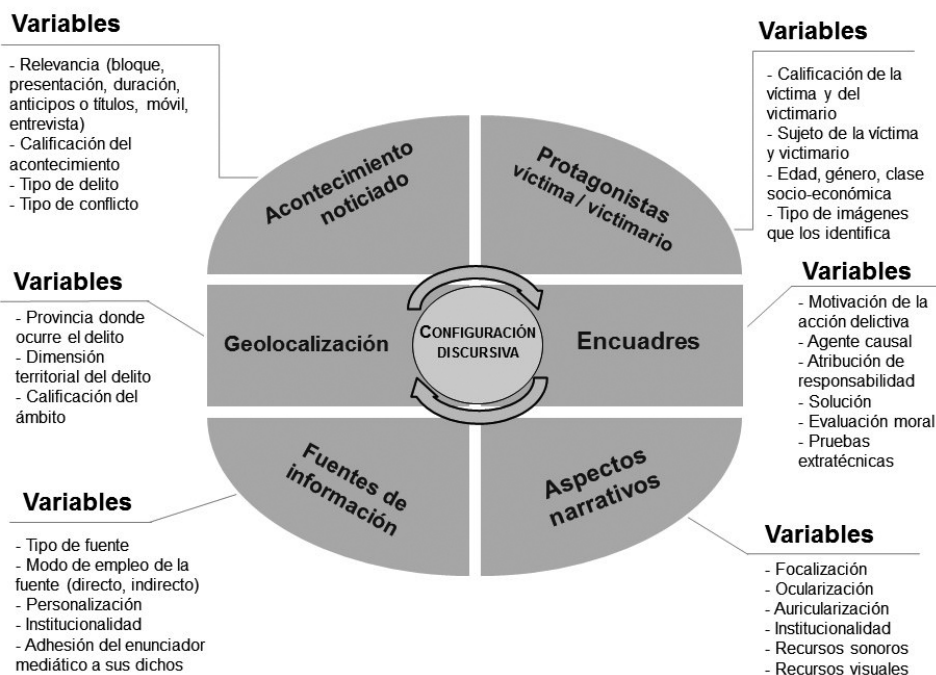 Variables
- Relevancia (bloque,
presentación, duración,
anticipos o títulos, móvil,
entrevista)
- Calificación del
acontecimiento
- Tipo de delito
- Tipo de conflicto
Acontecimiento
noticiado
Variables
- Calificación de la
víctima y del
victimario
- Sujeto de la víctima
y victimario
- Edad, género, clase
socio-económica
- Tipo de imágenes
que los identifica
Protagonistas
víctima / victimario
Variables
- Provincia donde
ocurre el delito
- Dimensión
territorial del delito
- Calificación del
ámbito
Geolocalización
CONFIGURACIÓN
DISCURSIVA
Encuadres
Variables
- Motivación de la
acción delictiva
- Agente causal
- Atribución de
responsabilidad
- Solución
- Evaluación moral
- Pruebas
extratécnicas
Variables
- Tipo de fuente
- Modo de empleo de la
fuente (directo, indirecto)
- Personalización
- Institucionalidad
- Adhesión del enunciador
mediático a sus dichos
Fuentes de
información
Aspectos
narrativos
Variables
- Focalización
- Ocularización
- Auricularización
- Institucionalidad
- Recursos sonoros
- Recursos visuales